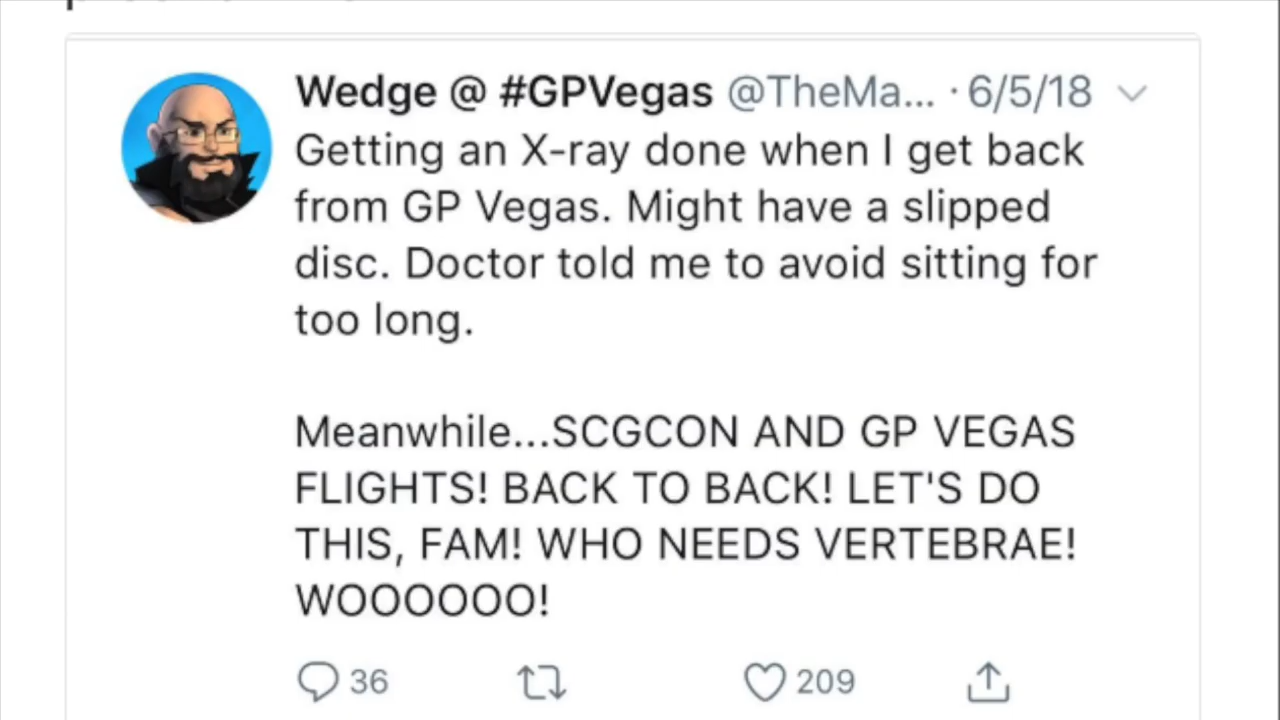 Wedge @ #GPVegas @TheMa... · 6/5/18
Getting an X-ray done when I get back
from GP Vegas. Might have a slipped
disc. Doctor told me to avoid sitting for
too long.
Meanwhile...SCGCON AND GP VEGAS
FLIGHTS! BACK TO BACK! LET'S DO
THIS, FAM! WHO NEEDS VERTEBRAE!
WOOOOOO!
36 209